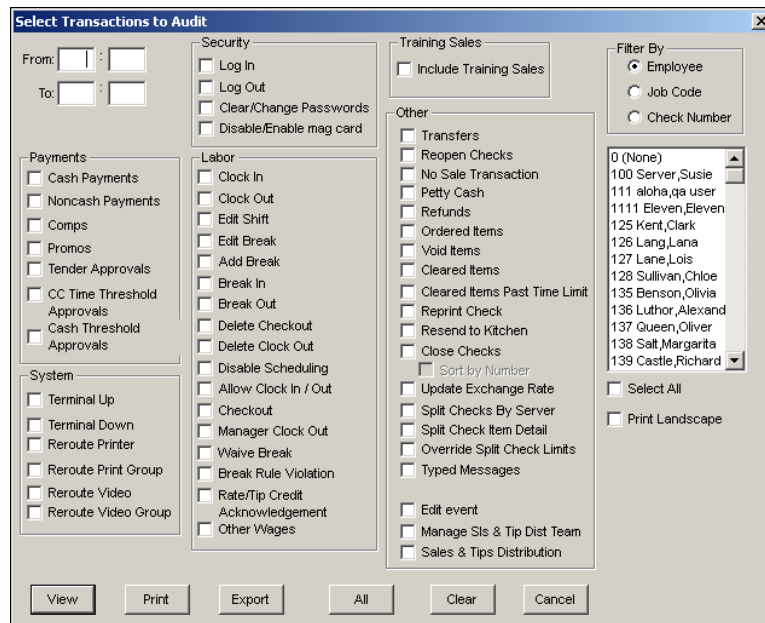 Select Transactions to Audit
From: :
To: :
Security
Log In
Log Out
Clear/Change Passwords
Disable/Enable mag card
Training Sales
Include Training Sales
Filter By
Employee
Job Code
Check Number
Payments
Cash Payments
Noncash Payments
Comps
Promos
Tender Approvals
CC Time Threshold
Approvals
Cash Threshold
Approvals
System
Terminal Up
Terminal Down
Reroute Printer
Reroute Print Group
Reroute Video
Reroute Video Group
Labor
Clock In
Clock Out
Edit Shift
Edit Break
Add Break
Break In
Break Out
Delete Checkout
Delete Clock Out
Disable Scheduling
Allow Clock In / Out
Checkout
Manager Clock Out
Waive Break
Break Rule Violation
Rate/Tip Credit
Acknowledgement
Other Wages
Other
Transfers
Reopen Checks
No Sale Transaction
Petty Cash
Refunds
Ordered Items
Void Items
Cleared Items
Cleared Items Past Time Limit
Reprint Check
Resend to Kitchen
Close Checks
Sort by Number
Update Exchange Rate
Split Checks By Server
Split Check Item Detail
Override Split Check Limits
Typed Messages
Edit event
Manage Sls & Tip Dist Team
Sales & Tips Distribution
0 (None)
100 Server,Susie
111 aloha,qa user
1111 Eleven,Eleven
125 Kent,Clark
126 Lang,Lana
127 Lane,Lois
128 Sullivan,Chloe
135 Benson,Olivia
136 Luthor,Alexand
137 Queen,Oliver
138 Salt,Margarita
139 Castle,Richard
Select All
Print Landscape
View
Print
Export
All
Clear
Cancel